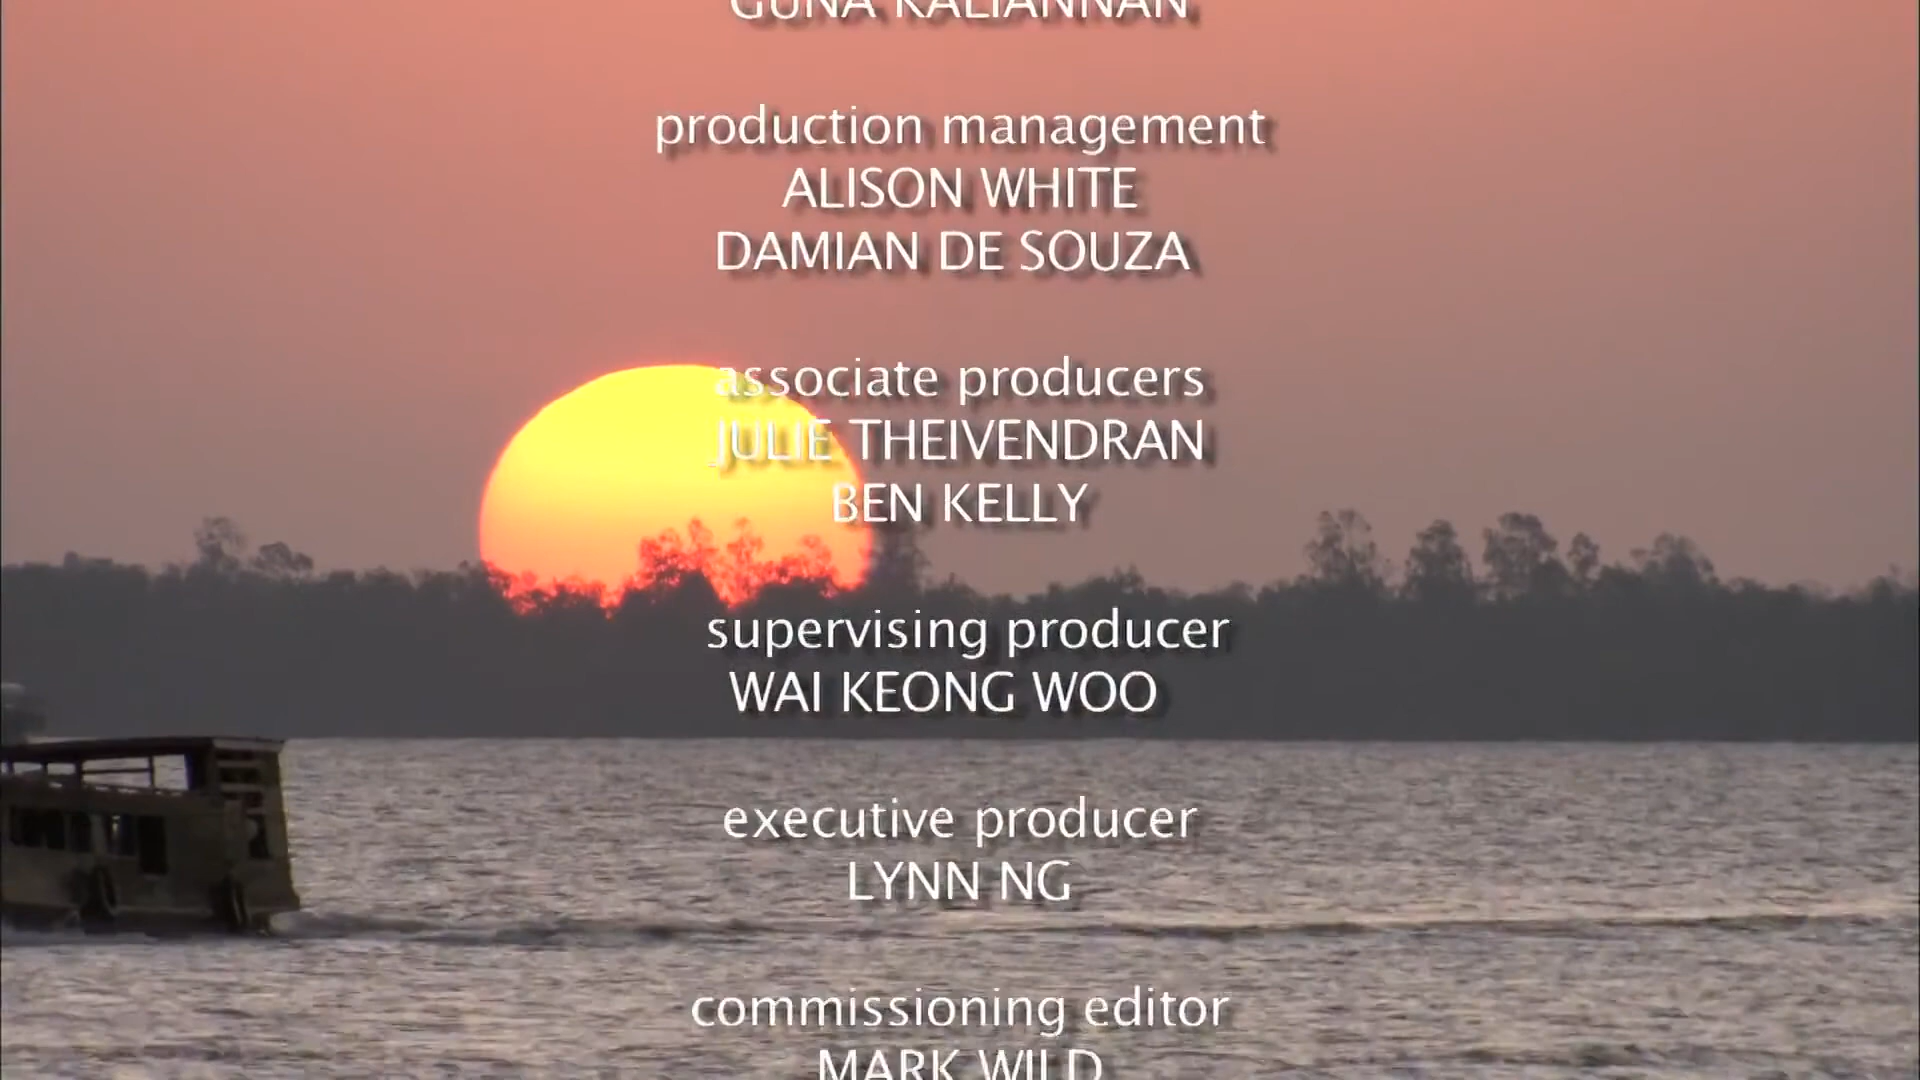 GUNA KALIANNAN
production management
ALISON WHITE
DAMIAN DE SOUZA
associate producers
JULIE THEIVENDRAN
BEN KELLY
supervising producer
WAI KEONG WOO
executive producer
LYNN NG
commissioning editor
MARK WILD